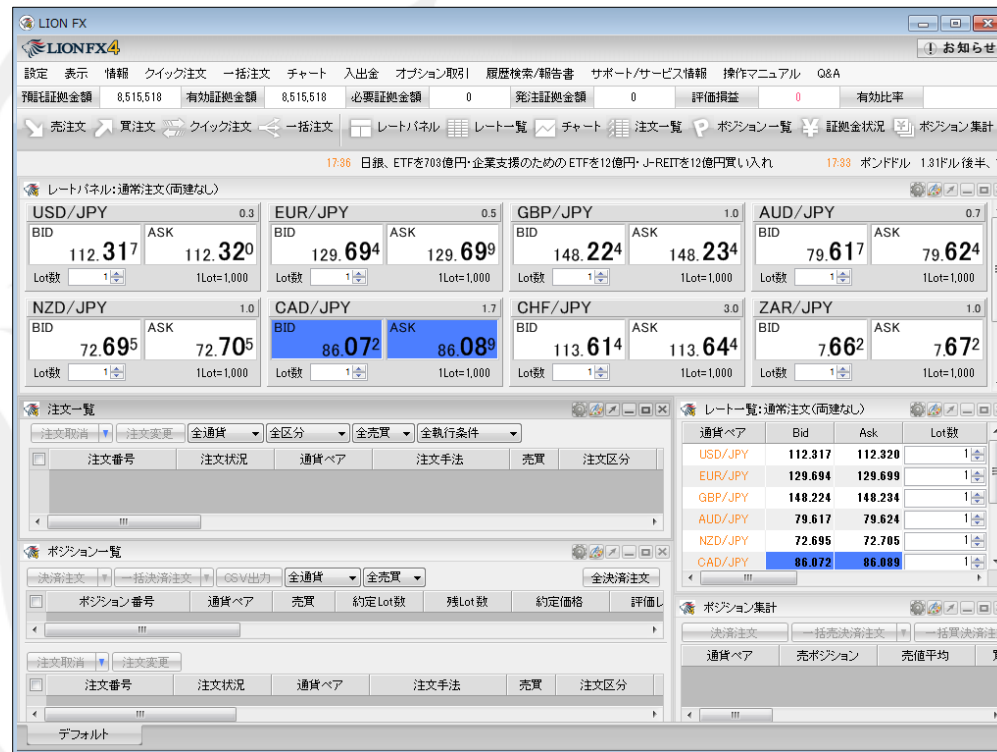 LION FX
LIONFX4 お知らせ
設定 表示 情報 クイック注文 一括注文 チャート 入出金 オプション取引 履歴検索/報告書 サポート/サービス情報 操作マニュアル Q&A
預託証拠金額 8,515,518 有効証拠金額 8,515,518 必要証拠金額 0 発注証拠金額 0 評価損益 0 有効比率
売注文 買注文 クイック注文 一括注文 レートパネル レート一覧 チャート 注文一覧 ポジション一覧 証拠金状況 ポジション集計
17:36 日銀、ETFを703億円・企業支援のためのETFを12億円・J-REITを12億円買い入れ 17:33 ポンドドル 1.31ドル後半、
レートパネル:通常注文(両建なし)
USD/JPY 0.3 EUR/JPY 0.5 GBP/JPY 1.0 AUD/JPY 0.7
BID ASK BID ASK BID ASK BID ASK
112.317 112.320 129.694 129.699 148.224 148.234 79.617 79.624
Lot数 1 1Lot=1,000 Lot数 1 1Lot=1,000 Lot数 1 1Lot=1,000 Lot数 1 1Lot=1,000
NZD/JPY 1.0 CAD/JPY 1.7 CHF/JPY 3.0 ZAR/JPY 1.0
BID ASK BID ASK BID ASK BID ASK
72.695 72.705 86.072 86.089 113.614 113.644 7.662 7.672
Lot数 1 1Lot=1,000 Lot数 1 1Lot=1,000 Lot数 1 1Lot=1,000 Lot数 1 1Lot=1,000
注文一覧
注文取消 注文変更 全通貨 全区分 全売買 全執行条件
注文番号 注文状況 通貨ペア 注文手法 売買 注文区分
ポジション一覧
決済注文 一括決済注文 CSV出力 全通貨 全売買 全決済注文
ポジション番号 通貨ペア 売買 約定Lot数 残Lot数 約定価格 評価
注文取消 注文変更
注文番号 注文状況 通貨ペア 注文手法 売買 注文区分
レート一覧:通常注文(両建なし)
通貨ペア Bid Ask Lot数
USD/JPY 112.317 112.320 1
EUR/JPY 129.694 129.699 1
GBP/JPY 148.224 148.234 1
AUD/JPY 79.617 79.624 1
NZD/JPY 72.695 72.705 1
CAD/JPY 86.072 86.089 1
ポジション集計
決済注文 一括売決済注文 一括買決済注
通貨ペア 売ポジション 売値平均
デフォルト